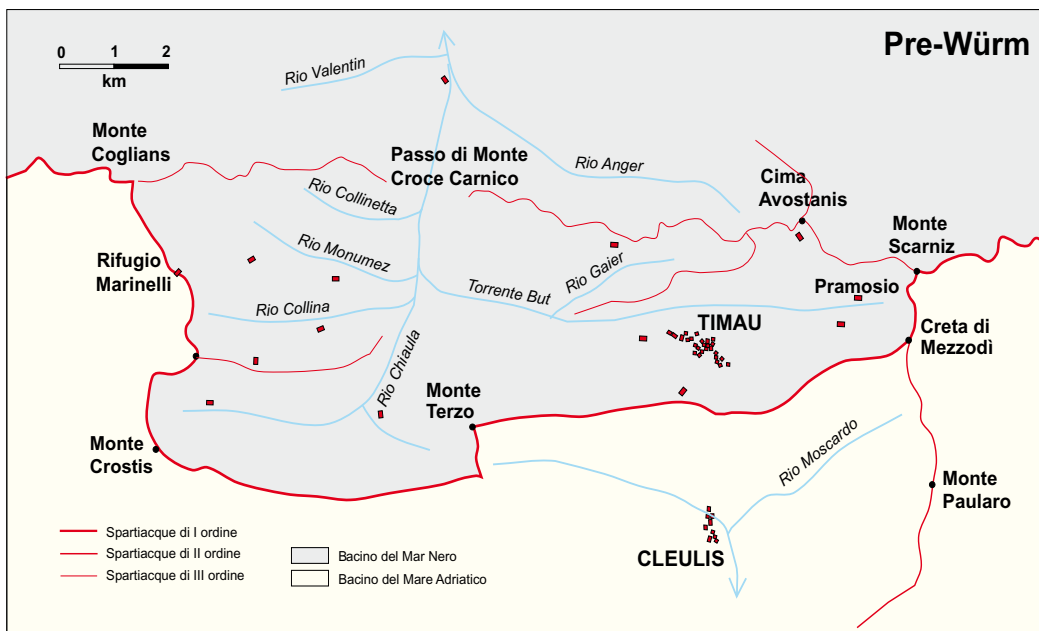 Pre-Würm
0 1 2
km
Rio Valentin
Monte
Coglians
Passo di Monte
Croce Carnico
Rio Anger
Cima
Avostanis
Rio Collinetta
Monte
Scarniz
Rio Monumez
Rifugio
Marinelli
Rio Gaier
Torrente But
Pramosio
Rio Collina
TIMAU
Creta di
Mezzodì
Rio Chiaula
Monte
Terzo
Monte
Crostis
Rio Moscardo
Monte
Paularo
CLEULIS
Spartiacque di I ordine
Spartiacque di II ordine
Spartiacque di III ordine
Bacino del Mar Nero
Bacino del Mare Adriatico